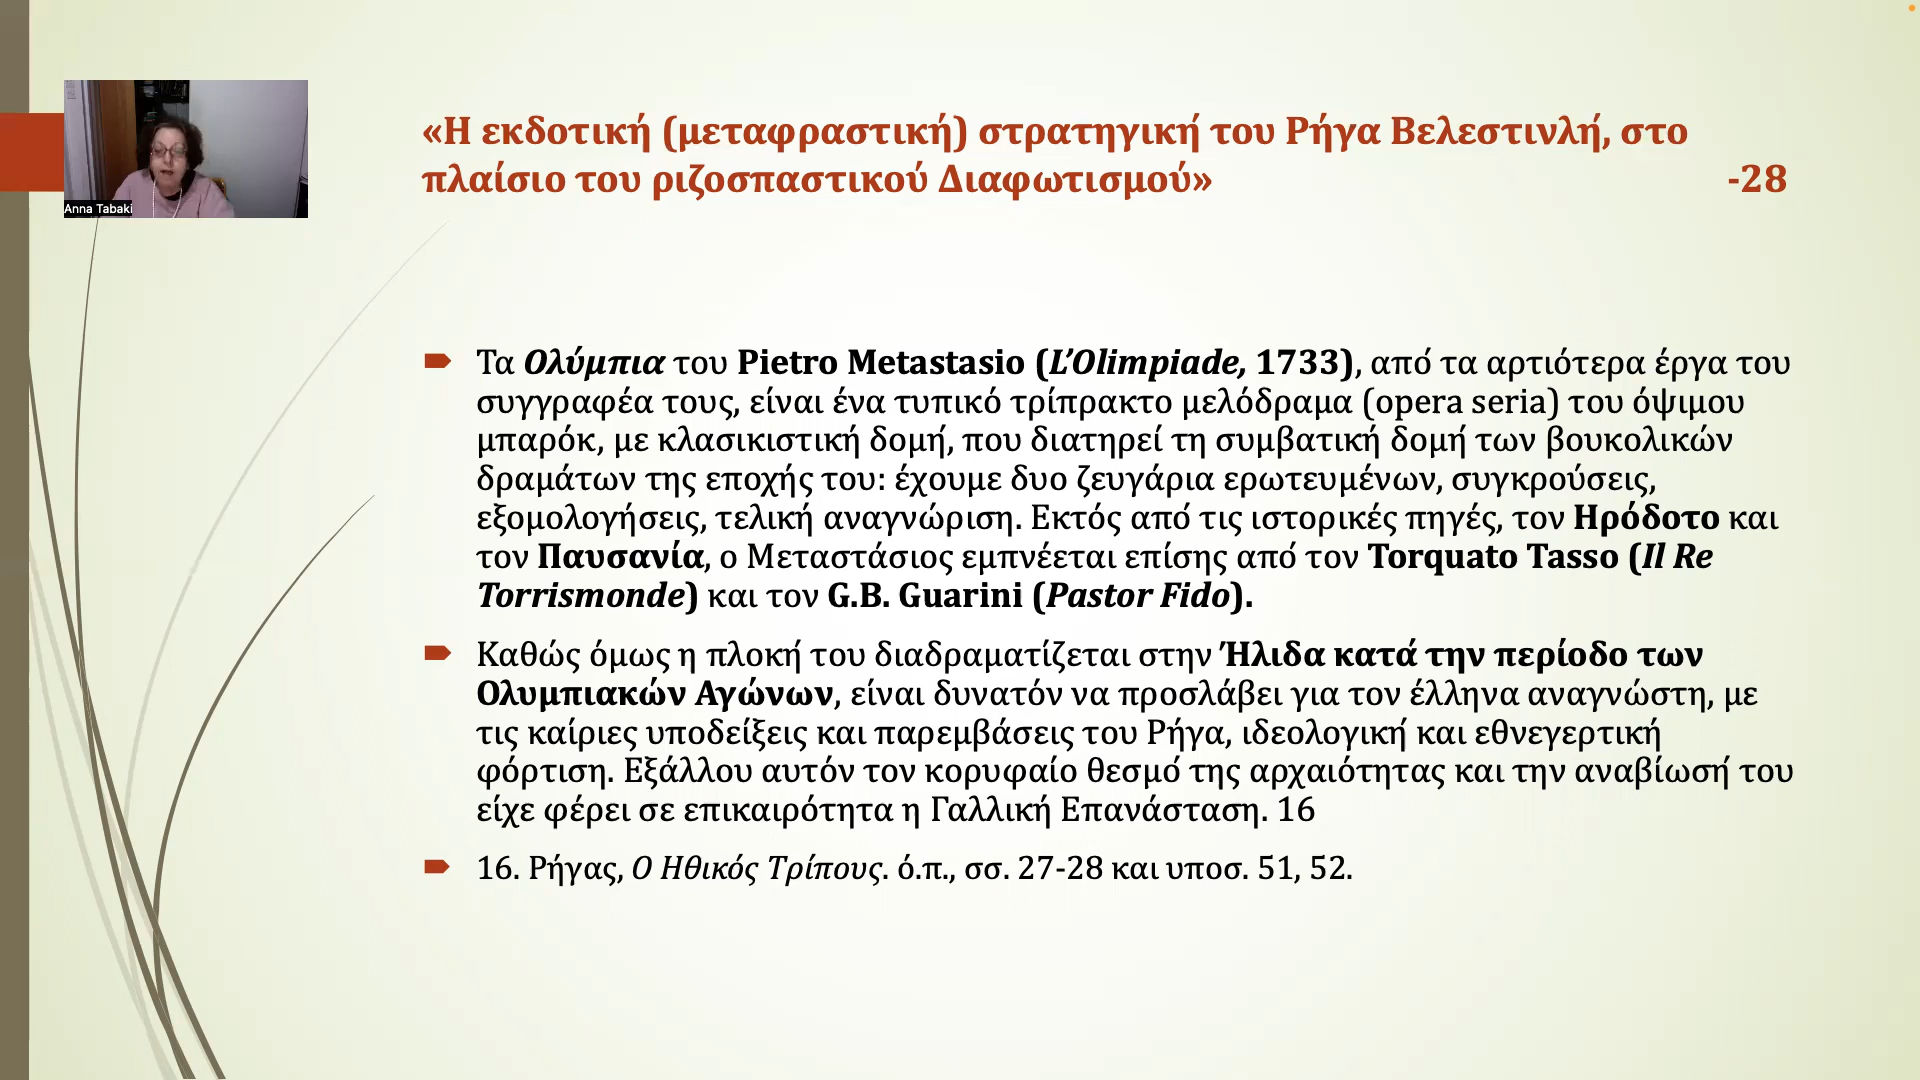 «Η εκδοτική (μεταφραστική) στρατηγική του Ρήγα Βελεστινλή, στο
πλαίσιο του ριζοσπαστικού Διαφωτισμού» -28
Anna Tabaki
Τα Ολύμπια του Pietro Metastasio (L’Olimpiade, 1733), από τα αρτιότερα έργα του
συγγραφέα τους, είναι ένα τυπικό τρίπρακτο μελόδραμα (opera seria) του όψιμου
μπαρόκ, με κλασικιστική δομή, που διατηρεί τη συμβατική δομή των βουκολικών
δραμάτων της εποχής του: έχουμε δυο ζευγάρια ερωτευμένων, συγκρούσεις,
εξομολογήσεις, τελική αναγνώριση. Εκτός από τις ιστορικές πηγές, τον Ηρόδοτο και
τον Παυσανία, ο Μεταστάσιος εμπνέεται επίσης από τον Torquato Tasso (Il Re
Torrismonde) και τον G.B. Guarini (Pastor Fido).
Καθώς όμως η πλοκή του διαδραματίζεται στην Ήλιδα κατά την περίοδο των
Ολυμπιακών Αγώνων, είναι δυνατόν να προσλάβει για τον έλληνα αναγνώστη, με
τις καίριες υποδείξεις και παρεμβάσεις του Ρήγα, ιδεολογική και εθνεγερτική
φόρτιση. Εξάλλου αυτόν τον κορυφαίο θεσμό της αρχαιότητας και την αναβίωσή του
είχε φέρει σε επικαιρότητα η Γαλλική Επανάσταση. 16
16. Ρήγας, Ο Ηθικός Τρίπους. ό.π., σσ. 27-28 και υποσ. 51, 52.